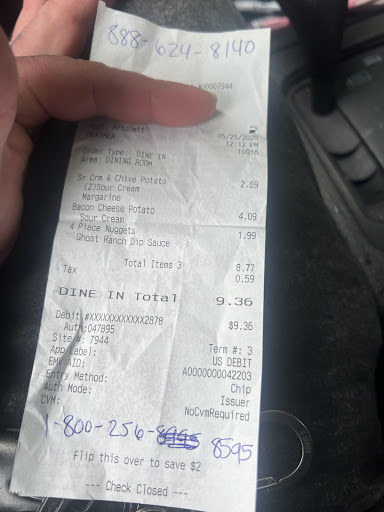 888-624-8140
#0007944
HEATHER
05/25/2025
12:12 PM
10016
Order Type: DINE IN
Area: DINING ROOM
Sr Crm & Chive Potato 2.69
(2)Sour Cream
Margarine
Bacon Cheese Potato 4.09
Sour Cream
4 Piece Nuggets 1.99
Ghost Ranch Dip Sauce
Total Items 3 8.77
Tax 0.59
DINE IN Total 9.36
Debit #XXXXXXXXXXXX2878 $9.36
Auth:047895
Site #: 7944 Term #: 3
App Label: US DEBIT
EMV AID: A0000000042203
Entry Method: Chip
Auth Mode: Issuer
CVM: NoCvmRequired
1-800-256-8595
Flip this over to save $2
--- Check Closed ---